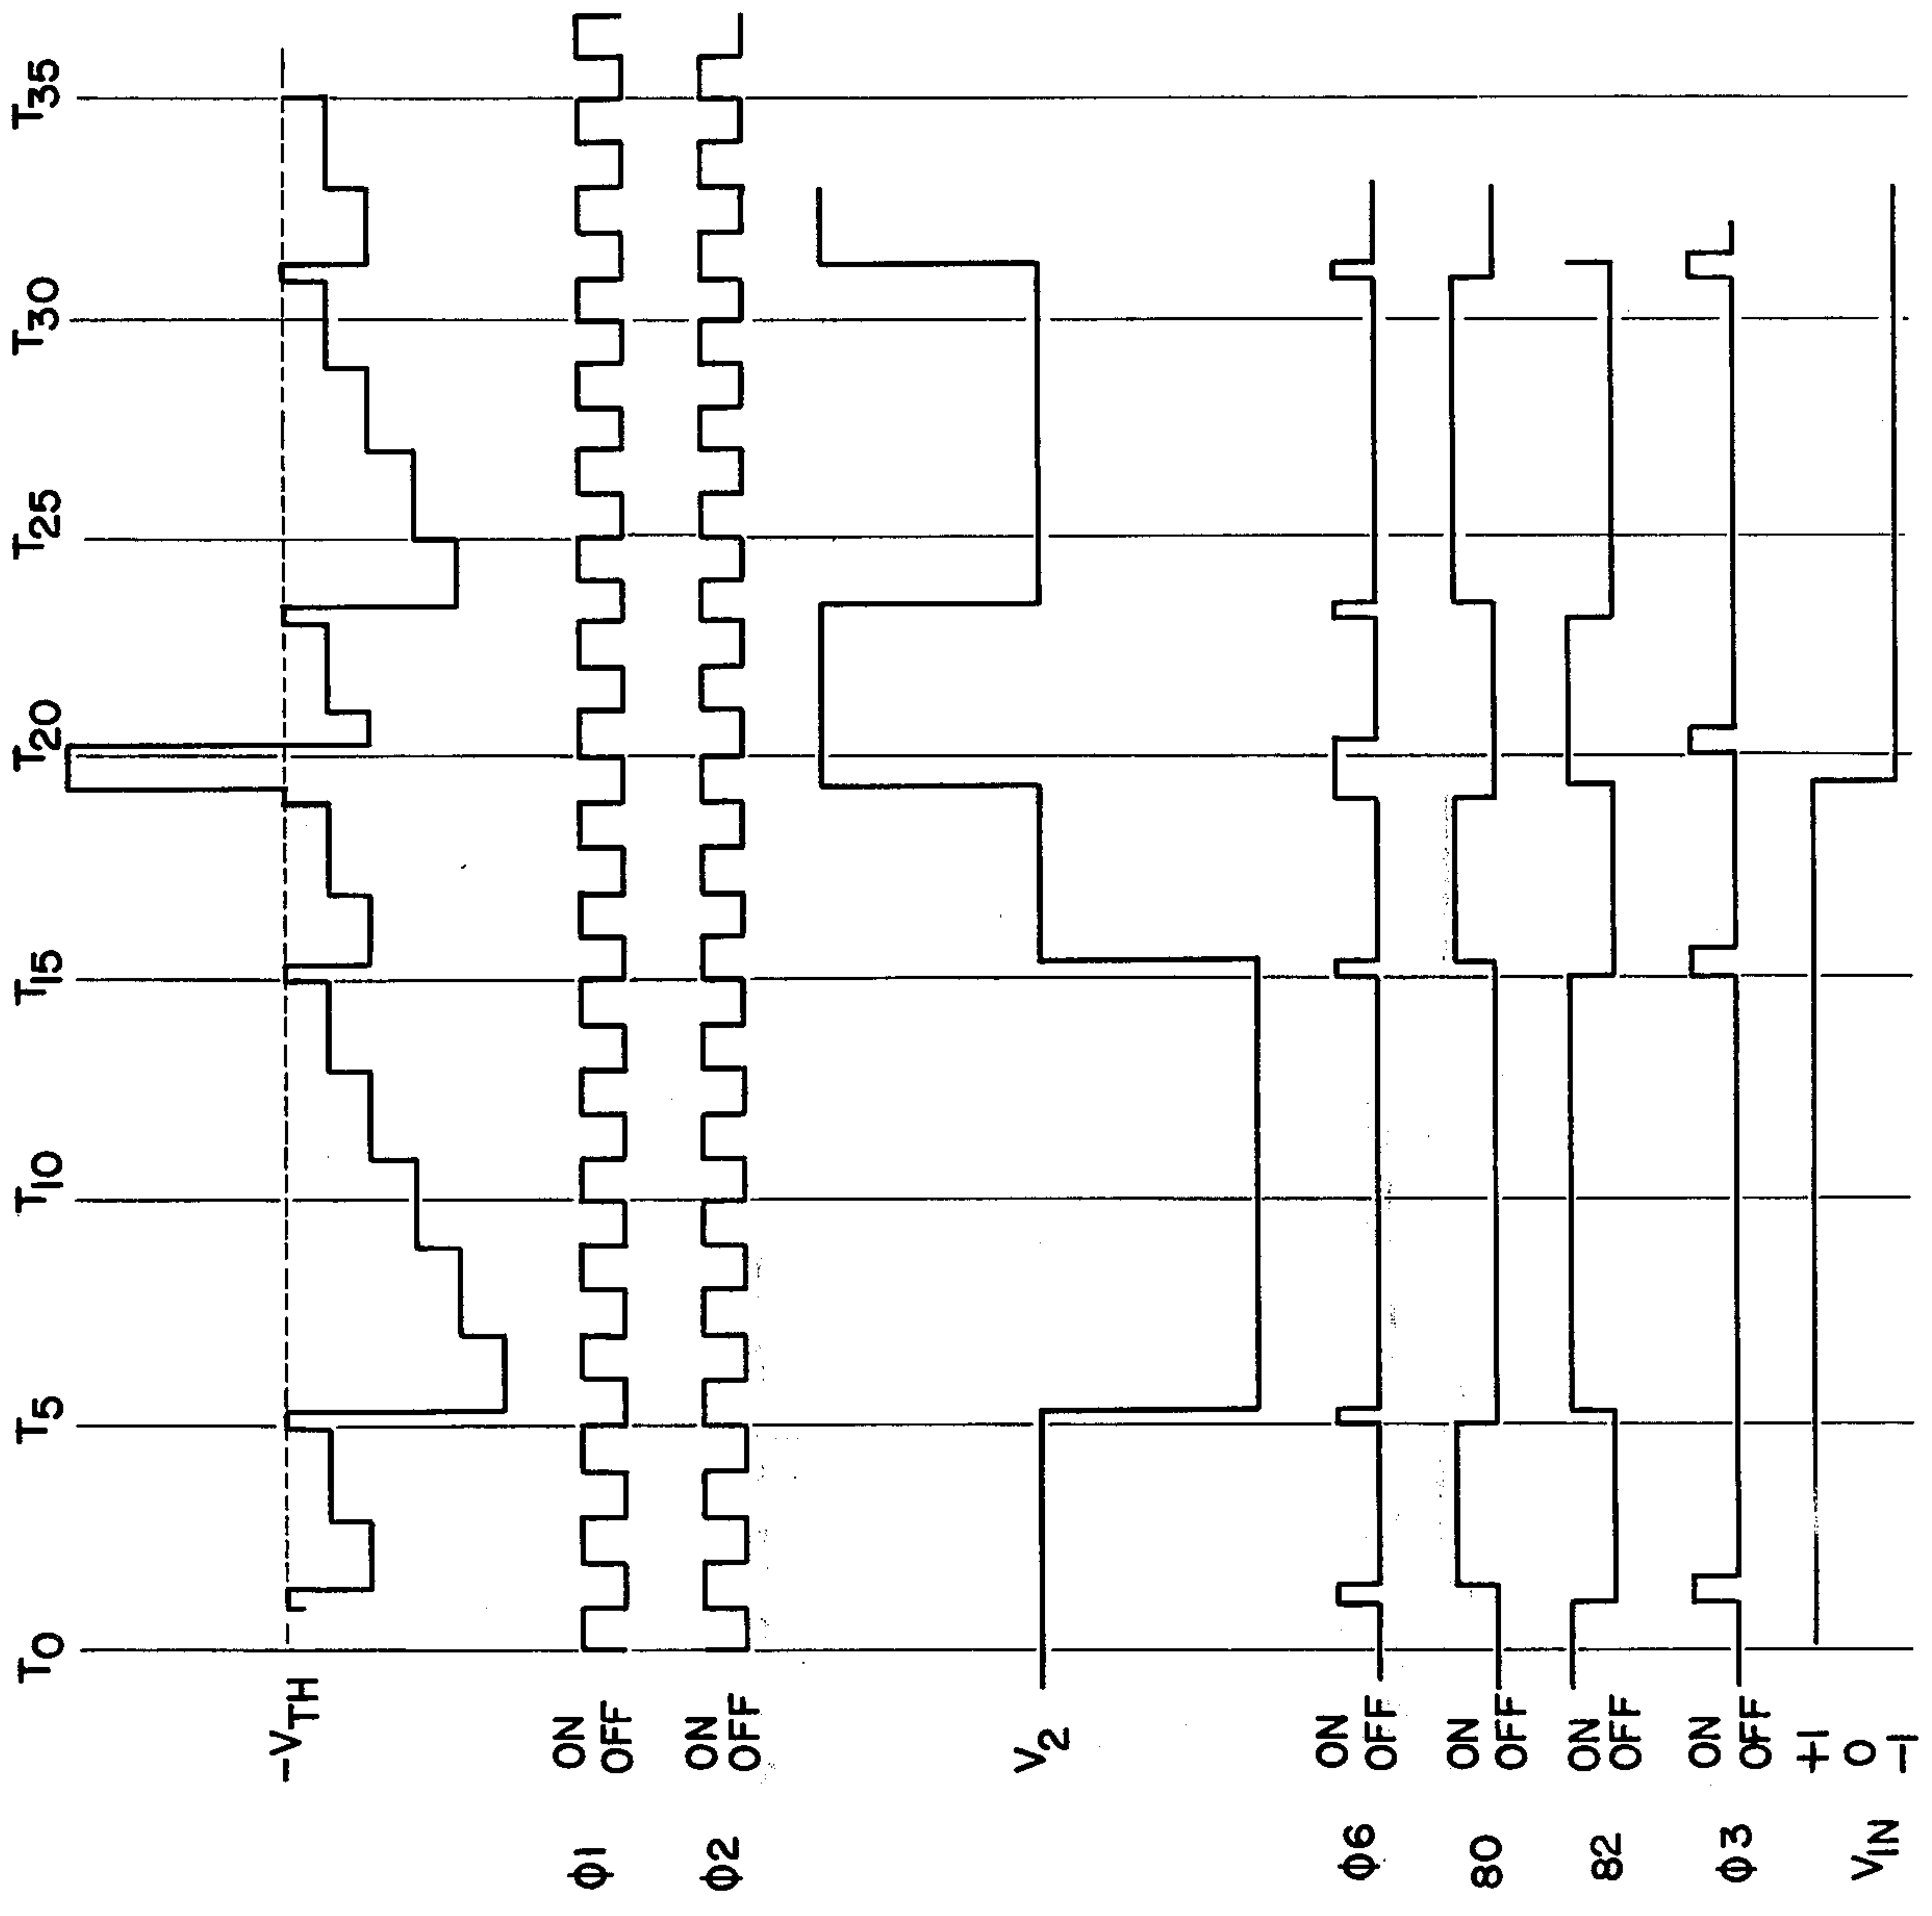 T0 T5 T10 T15 T20 T25 T30 T35
-VTH
ϕ1 ON
OFF
ϕ2 ON
OFF
V2
ϕ6 ON
OFF
80 ON
OFF
82 ON
OFF
ϕ3 ON
OFF
VIN +1
0
-1